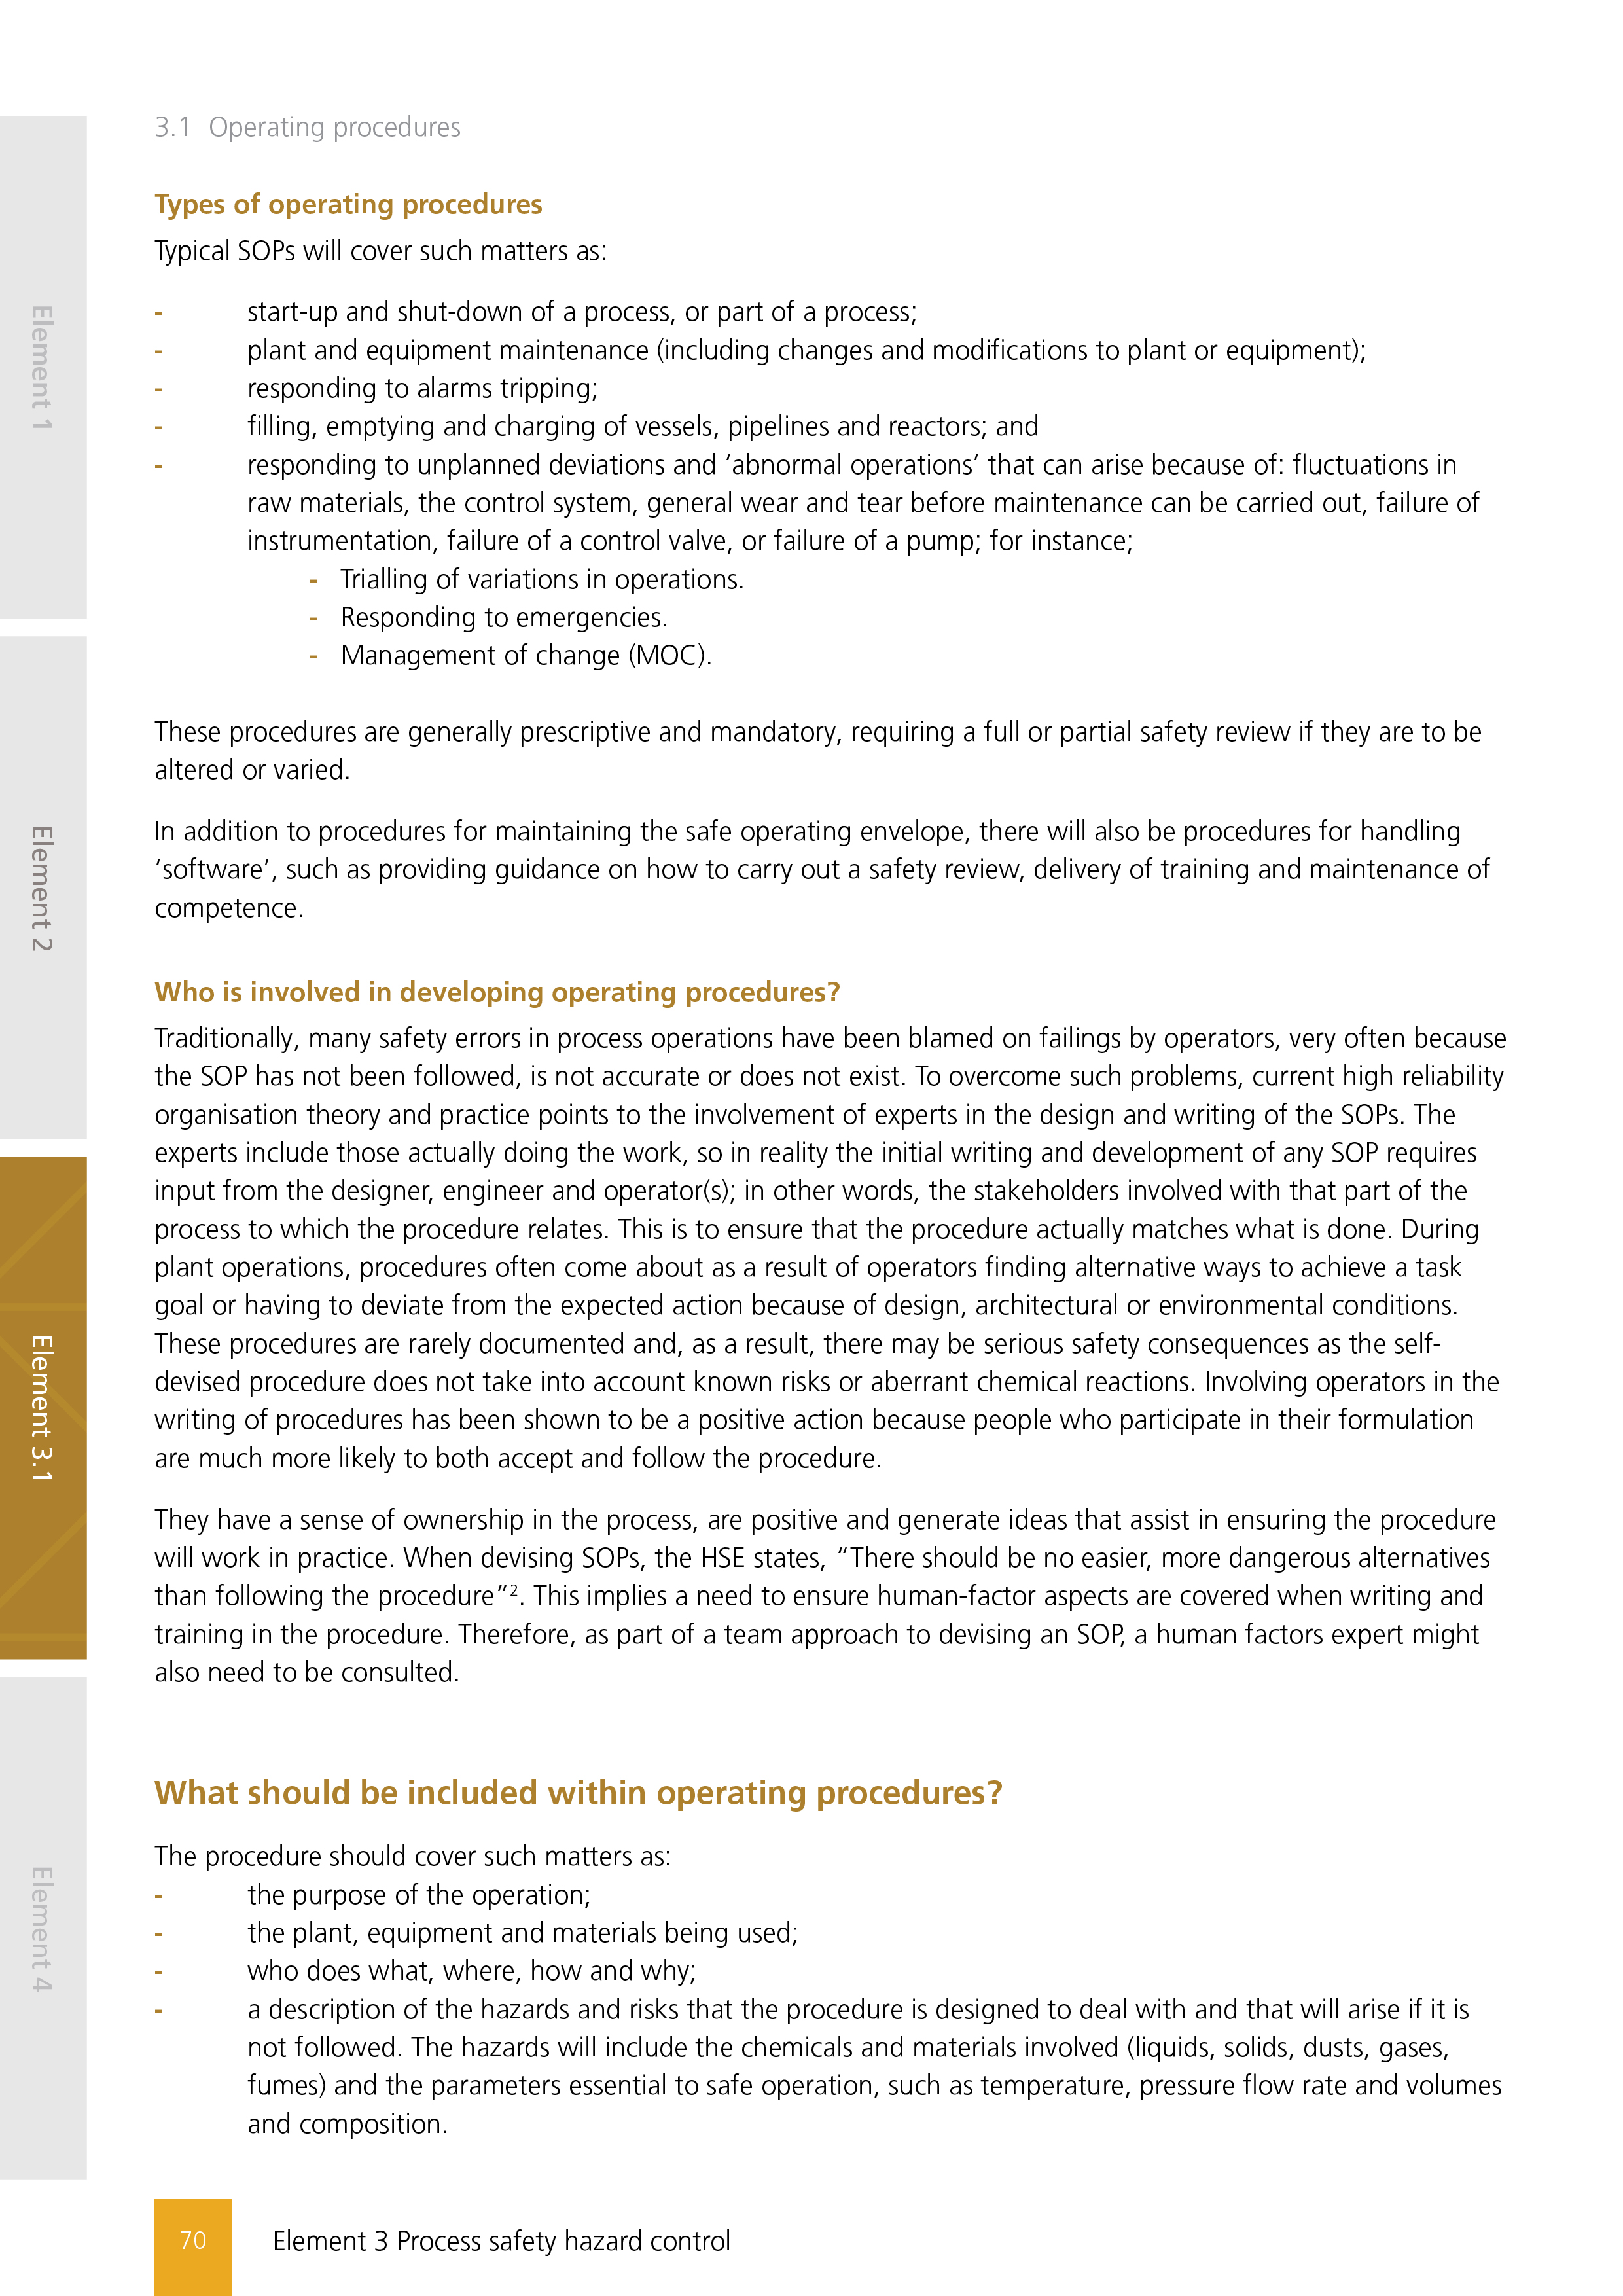 3.1 Operating procedures
Types of operating procedures
Typical SOPs will cover such matters as:
- start-up and shut-down of a process, or part of a process;
- plant and equipment maintenance (including changes and modifications to plant or equipment);
- responding to alarms tripping;
- filling, emptying and charging of vessels, pipelines and reactors; and
- responding to unplanned deviations and ‘abnormal operations’ that can arise because of: fluctuations in
raw materials, the control system, general wear and tear before maintenance can be carried out, failure of
instrumentation, failure of a control valve, or failure of a pump; for instance;
- Trialling of variations in operations.
- Responding to emergencies.
- Management of change (MOC).
These procedures are generally prescriptive and mandatory, requiring a full or partial safety review if they are to be
altered or varied.
In addition to procedures for maintaining the safe operating envelope, there will also be procedures for handling
‘software’, such as providing guidance on how to carry out a safety review, delivery of training and maintenance of
competence.
Who is involved in developing operating procedures?
Traditionally, many safety errors in process operations have been blamed on failings by operators, very often because
the SOP has not been followed, is not accurate or does not exist. To overcome such problems, current high reliability
organisation theory and practice points to the involvement of experts in the design and writing of the SOPs. The
experts include those actually doing the work, so in reality the initial writing and development of any SOP requires
input from the designer, engineer and operator(s); in other words, the stakeholders involved with that part of the
process to which the procedure relates. This is to ensure that the procedure actually matches what is done. During
plant operations, procedures often come about as a result of operators finding alternative ways to achieve a task
goal or having to deviate from the expected action because of design, architectural or environmental conditions.
These procedures are rarely documented and, as a result, there may be serious safety consequences as the self-
devised procedure does not take into account known risks or aberrant chemical reactions. Involving operators in the
writing of procedures has been shown to be a positive action because people who participate in their formulation
are much more likely to both accept and follow the procedure.
They have a sense of ownership in the process, are positive and generate ideas that assist in ensuring the procedure
will work in practice. When devising SOPs, the HSE states, “There should be no easier, more dangerous alternatives
than following the procedure”². This implies a need to ensure human-factor aspects are covered when writing and
training in the procedure. Therefore, as part of a team approach to devising an SOP, a human factors expert might
also need to be consulted.
What should be included within operating procedures?
The procedure should cover such matters as:
- the purpose of the operation;
- the plant, equipment and materials being used;
- who does what, where, how and why;
- a description of the hazards and risks that the procedure is designed to deal with and that will arise if it is
not followed. The hazards will include the chemicals and materials involved (liquids, solids, dusts, gases,
fumes) and the parameters essential to safe operation, such as temperature, pressure flow rate and volumes
and composition.
70 Element 3 Process safety hazard control
Element 1
Element 2
Element 3.1
Element 4